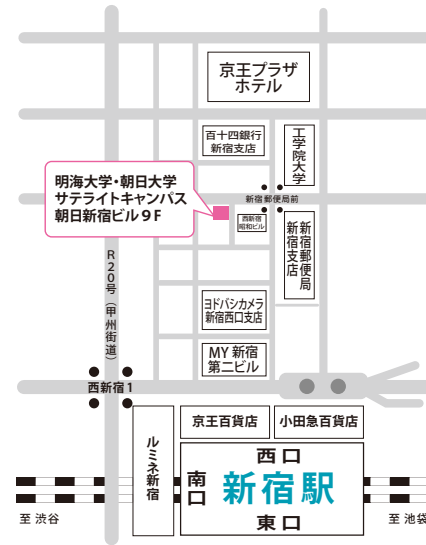 京王プラザ
ホテル
百十四銀行
新宿支店
工学院大学
明海大学・朝日大学
サテライトキャンパス
朝日新宿ビル9F
新宿郵便局前
西新宿
昭和ビル
新宿郵便局
新宿支店
R20号(甲州街道)
ヨドバシカメラ
新宿西口支店
MY 新宿
第二ビル
西新宿1
京王百貨店
小田急百貨店
ルミネ新宿
西口
南口
新宿駅
東口
至 渋谷
至 池袋